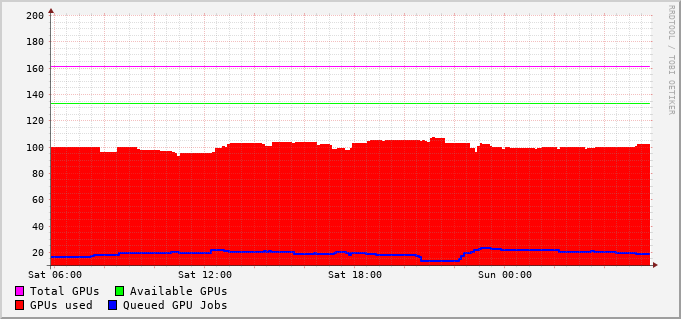 200
180
160
140
120
100
80
60
40
20
Sat 06:00 Sat 12:00 Sat 18:00 Sun 00:00
Total GPUs Available GPUs
GPUs used Queued GPU Jobs
RRDTOOL / TOBI OETIKER